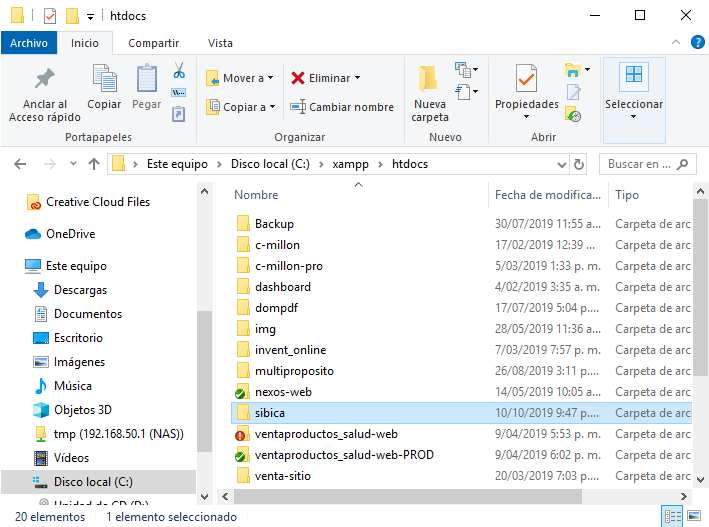 htdocs
Archivo Inicio Compartir Vista
Anclar al Acceso rápido
Copiar
Pegar
Mover a
Copiar a
Eliminar
Cambiar nombre
Nueva carpeta
Propiedades
Seleccionar
Portapapeles Organizar Nuevo Abrir
Este equipo > Disco local (C:) > xampp > htdocs
Buscar en ...
Creative Cloud Files
OneDrive
Este equipo
Descargas
Documentos
Escritorio
Imágenes
Música
Objetos 3D
tmp (192.168.50.1 (NAS))
Vídeos
Disco local (C:)
Unidad de CD (D:)
Nombre Fecha de modifica... Tipo
Backup 30/07/2019 11:55 a... Carpeta de arc
c-millon 17/02/2019 12:39 ... Carpeta de arc
c-millon-pro 5/03/2019 1:33 p. m. Carpeta de arc
dashboard 4/02/2019 3:35 a. m. Carpeta de arc
dompdf 17/07/2019 5:04 p.... Carpeta de arc
img 28/05/2019 11:36 a... Carpeta de arc
invent_online 7/03/2019 7:57 p. m. Carpeta de arc
multiproposito 26/08/2019 3:11 p.... Carpeta de arc
nexos-web 14/05/2019 10:05 a... Carpeta de arc
sibica 10/10/2019 9:47 p.... Carpeta de arc
ventaproductos_salud-web 9/04/2019 5:53 p. m. Carpeta de arc
ventaproductos_salud-web-PROD 9/04/2019 6:02 p. m. Carpeta de arc
venta-sitio 20/03/2019 7:03 p.... Carpeta de arc
20 elementos 1 elemento seleccionado